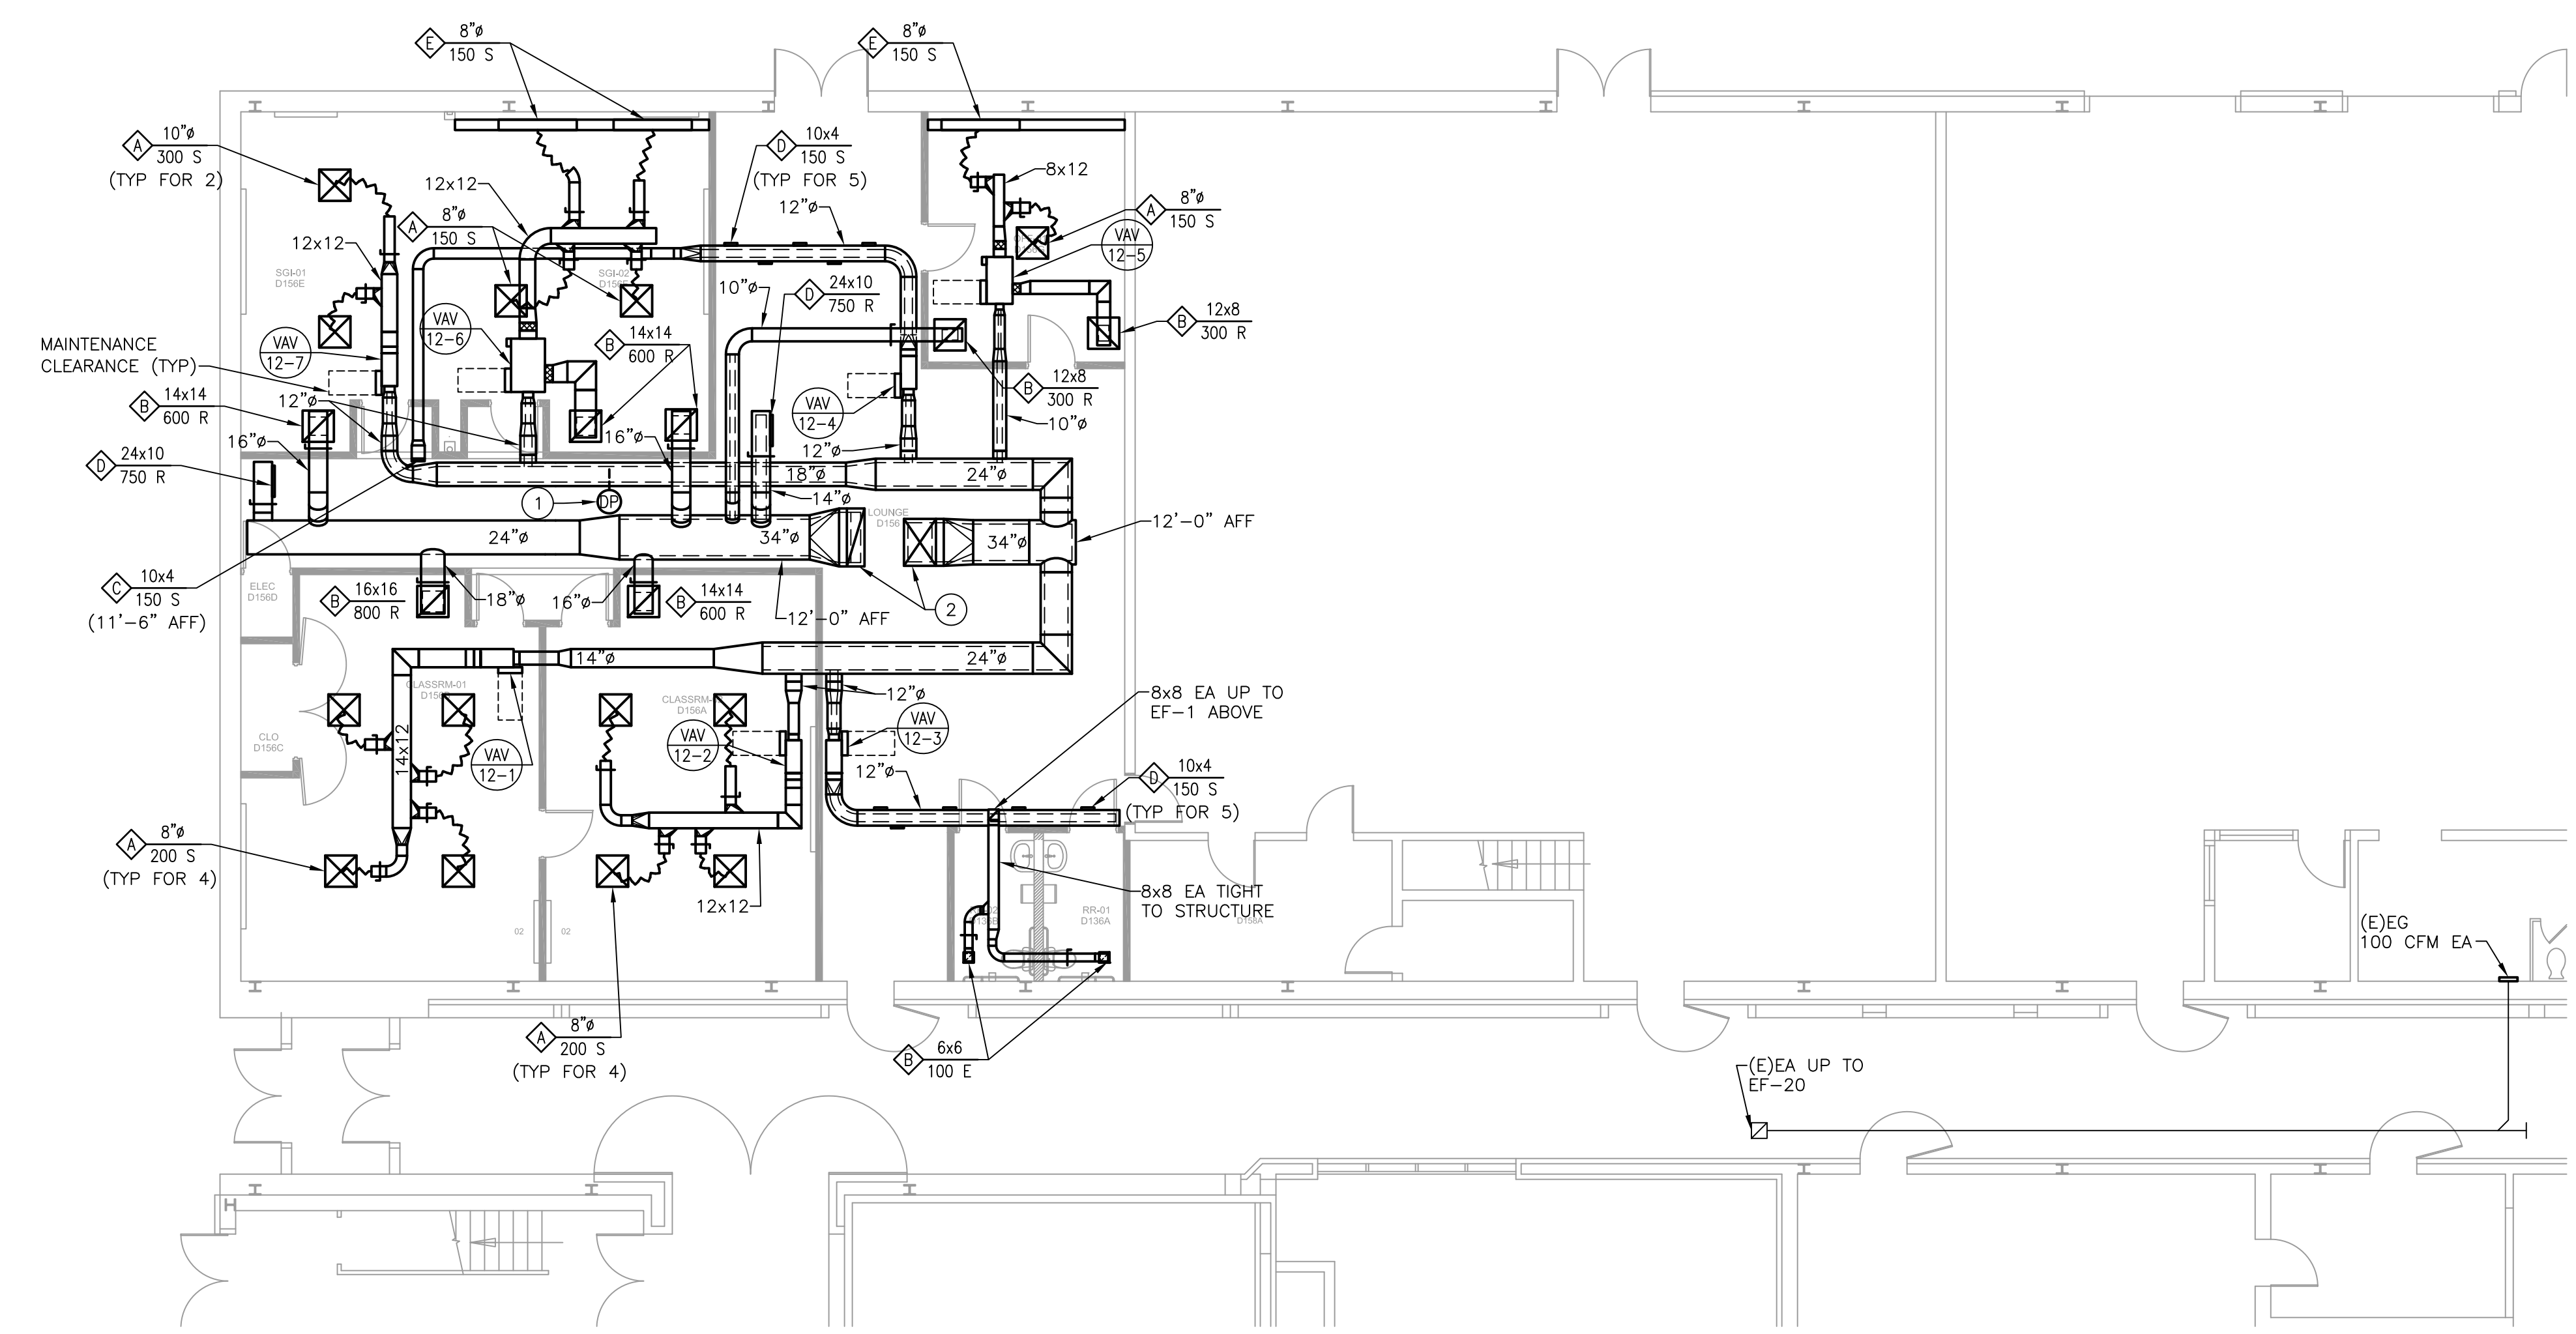 E 8"ø
150 S
E 8"ø
150 S
A 10"ø
300 S
(TYP FOR 2)
D 10x4
150 S
(TYP FOR 5)
12x12
8x12
A 8"ø
150 S
12"ø
A 8"ø
150 S
12x12
VAV
12-5
SGI-01
D156E
SGI-02
10"ø
D 24x10
750 R
VAV
12-6
B 12x8
300 R
B 14x14
600 R
MAINTENANCE
CLEARANCE (TYP)
VAV
12-7
B 12x8
300 R
B 14x14
600 R
12"ø
VAV
12-4
10"ø
16"ø
16"ø
12"ø
D 24x10
750 R
18"ø
24"ø
1
DP
14"ø
LOUNGE
D156
12'-0" AFF
24"ø
34"ø
34"ø
C 10x4
150 S
(11'-6" AFF)
ELEC
D156D
B 16x16
800 R
18"ø
16"ø
B 14x14
600 R
12'-0" AFF
2
14"ø
24"ø
CLASSRM-01
12"ø
8x8 EA UP TO
EF-1 ABOVE
CLASSRM-
D156A
VAV
12-3
VAV
12-2
CLO
D156C
14x12
VAV
12-1
12"ø
D 10x4
150 S
(TYP FOR 5)
A 8"ø
200 S
(TYP FOR 4)
8x8 EA TIGHT
TO STRUCTURE
12x12
RR-01
D136A
D158A
02
02
(E)EG
100 CFM EA
A 8"ø
200 S
(TYP FOR 4)
B 6x6
100 E
(E)EA UP TO
EF-20